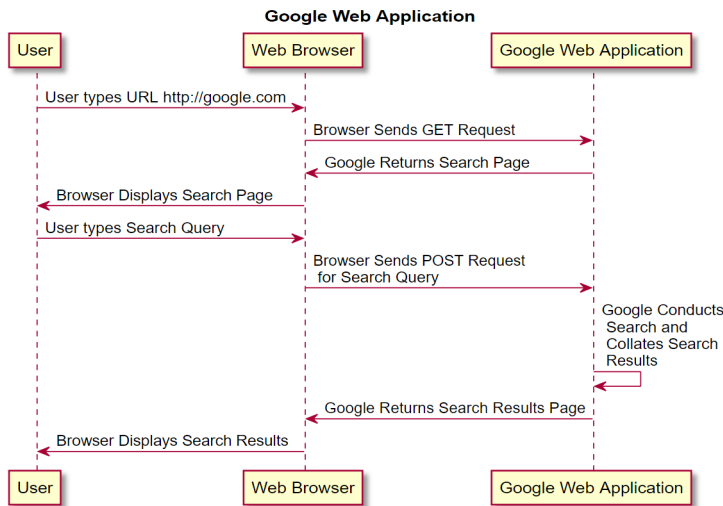 Google Web Application
User
Web Browser
Google Web Application
User types URL http://google.com
Browser Sends GET Request
Google Returns Search Page
Browser Displays Search Page
User types Search Query
Browser Sends POST Request
for Search Query
Google Conducts
Search and
Collates Search
Results
Google Returns Search Results Page
Browser Displays Search Results
User
Web Browser
Google Web Application